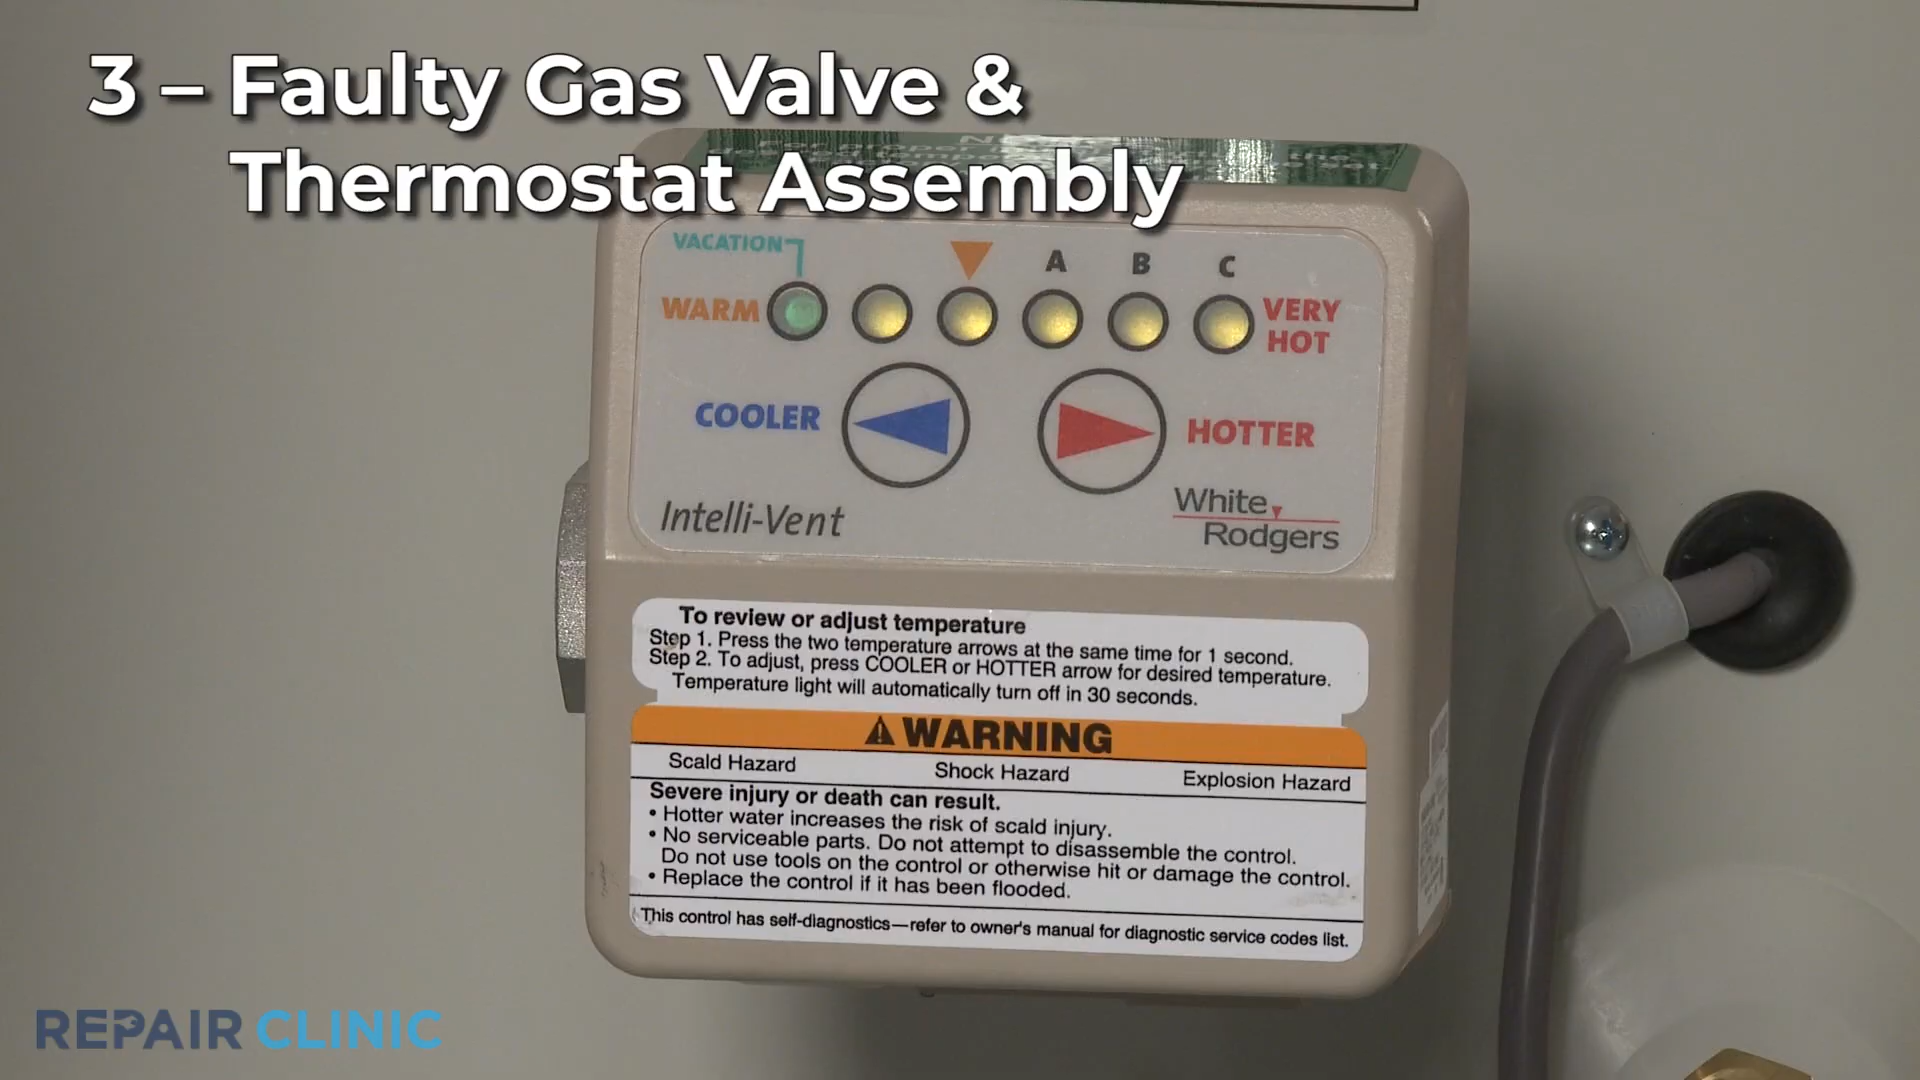 3 – Faulty Gas Valve &
Thermostat Assembly
VACATION
A B C
WARM
VERY
HOT
COOLER
HOTTER
Intelli-Vent
White
Rodgers
To review or adjust temperature
Step 1. Press the two temperature arrows at the same time for 1 second.
Step 2. To adjust, press COOLER or HOTTER arrow for desired temperature.
Temperature light will automatically turn off in 30 seconds.
WARNING
Scald Hazard Shock Hazard Explosion Hazard
Severe injury or death can result.
• Hotter water increases the risk of scald injury.
• No serviceable parts. Do not attempt to disassemble the control.
Do not use tools on the control or otherwise hit or damage the control.
• Replace the control if it has been flooded.
This control has self-diagnostics—refer to owner's manual for diagnostic service codes list.
REPAIR CLINIC